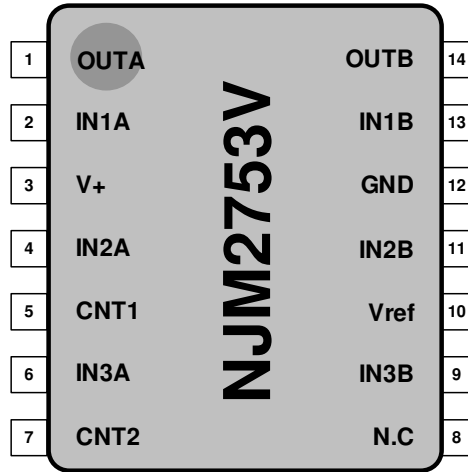 1 OUTA OUTB 14
2 IN1A IN1B 13
3 V+ GND 12
4 IN2A IN2B 11
5 CNT1 Vref 10
6 IN3A IN3B 9
7 CNT2 N.C 8
NJM2753V